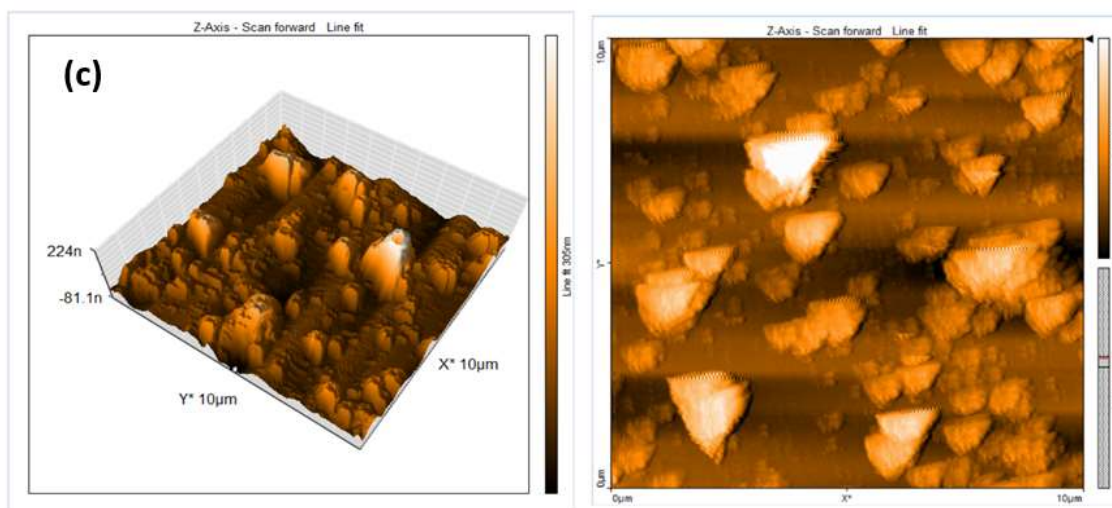 Z-Axis - Scan forward Line fit
(c)
224n
-81.1n
Y* 10µm
X* 10µm
Line fit 305nm
Z-Axis - Scan forward Line fit
10µm
Y*
0µm
0µm
X*
10µm